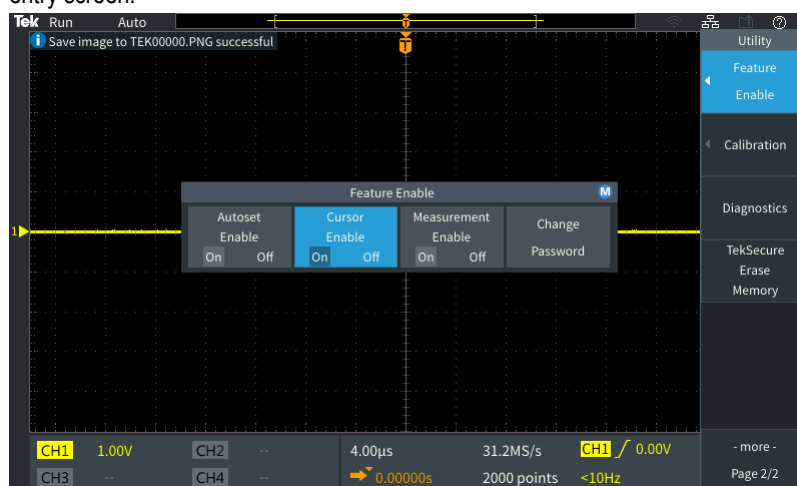 entry screen.
Tek Run Auto
T
Utility
i Save image to TEK00000.PNG successful
T
Feature
Enable
Calibration
Feature Enable M
Autoset
Enable
On Off
Cursor
Enable
On Off
Measurement
Enable
On Off
Change
Password
Diagnostics
1
TekSecure
Erase
Memory
CH1 1.00V CH2 -- 4.00µs 31.2MS/s CH1 0.00V
CH3 -- CH4 -- 0.00000s 2000 points <10Hz
- more -
Page 2/2